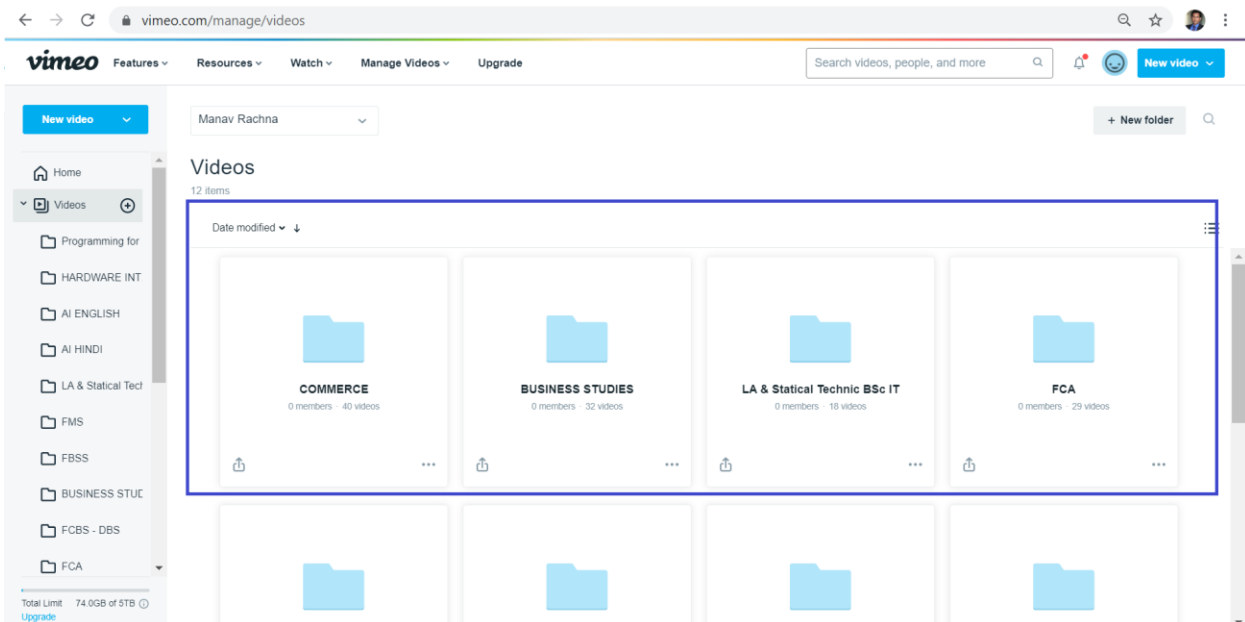 vimeo.com/manage/videos
vimeo Features Resources Watch Manage Videos Upgrade Search videos, people, and more New video
New video Manav Rachna + New folder
Home
Videos
12 items
Videos
Date modified
Programming for
HARDWARE INT
AI ENGLISH
AI HINDI
LA & Statical Tech
FMS
FBSS
BUSINESS STUD
FCBS - DBS
FCA
Total Limit 74.0GB of 5TB
Upgrade
COMMERCE
0 members · 40 videos
BUSINESS STUDIES
0 members · 32 videos
LA & Statical Technic BSc IT
0 members · 18 videos
FCA
0 members · 29 videos